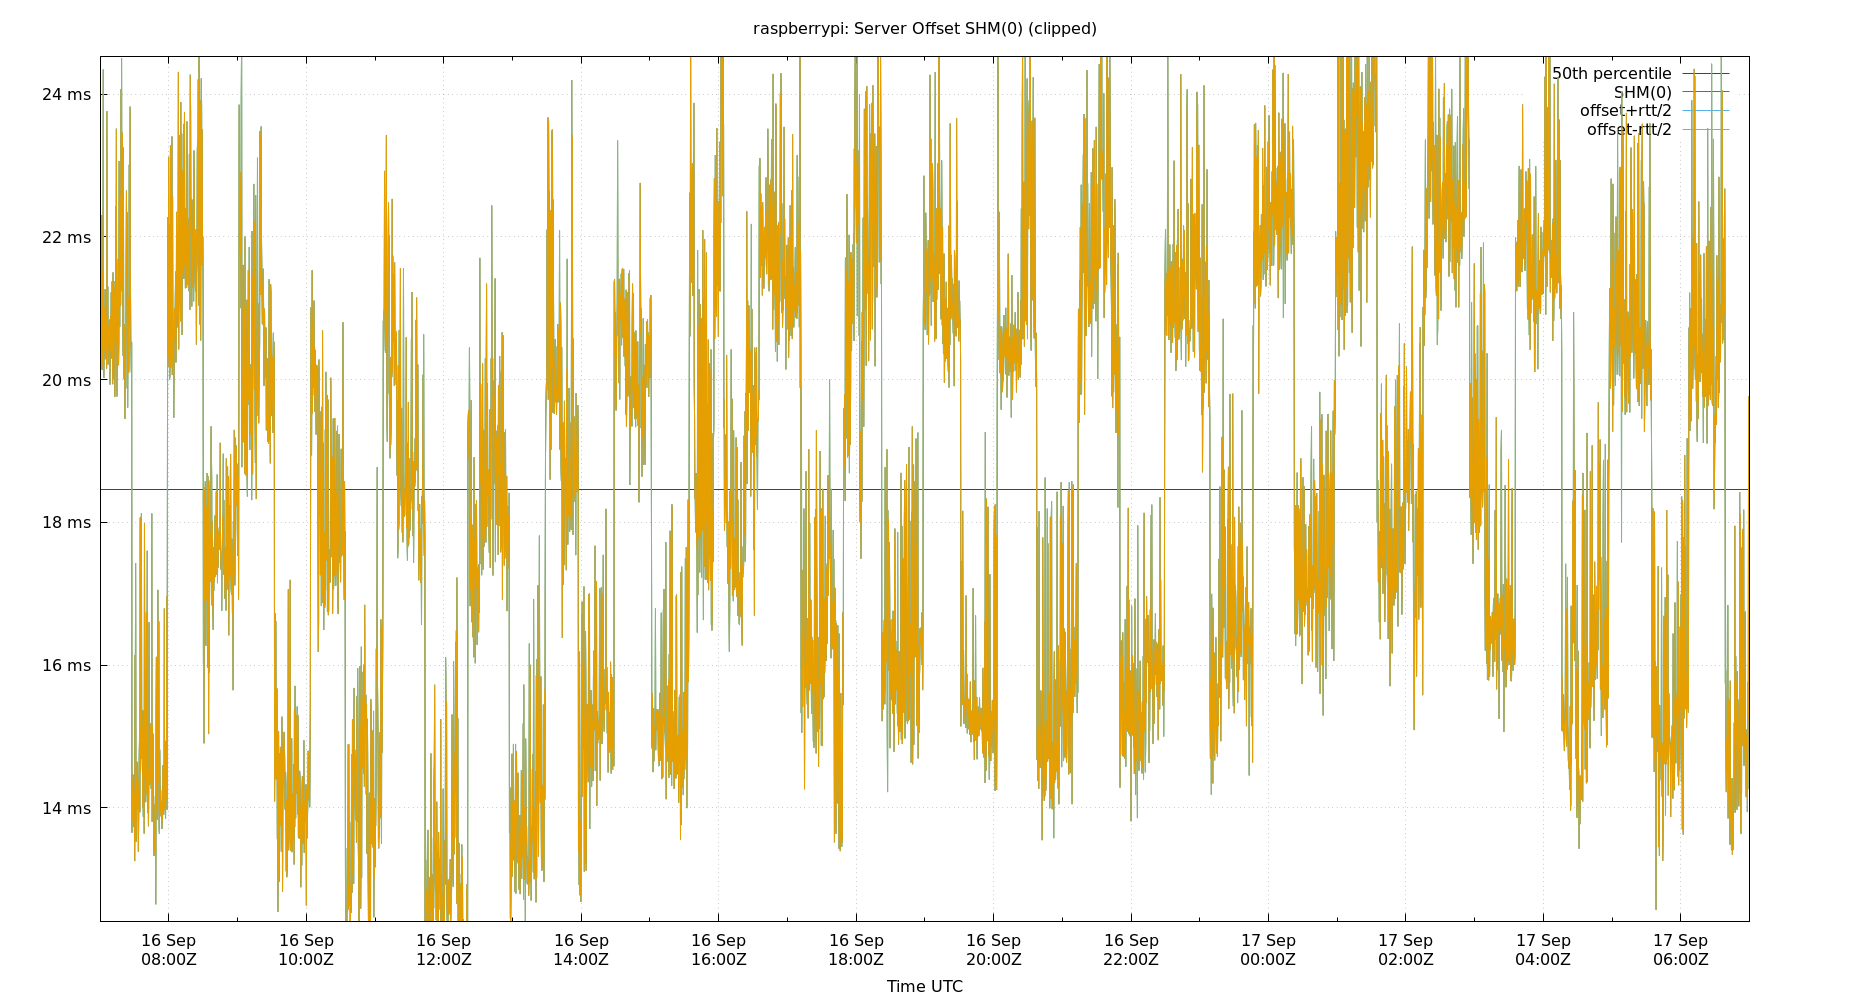 raspberrypi: Server Offset SHM(0) (clipped)
50th percentile
SHM(0)
offset+rtt/2
offset-rtt/2
24 ms
22 ms
20 ms
18 ms
16 ms
14 ms
16 Sep 16 Sep 16 Sep 16 Sep 16 Sep 16 Sep 16 Sep 16 Sep 17 Sep 17 Sep 17 Sep 17 Sep
08:00Z 10:00Z 12:00Z 14:00Z 16:00Z 18:00Z 20:00Z 22:00Z 00:00Z 02:00Z 04:00Z 06:00Z
Time UTC